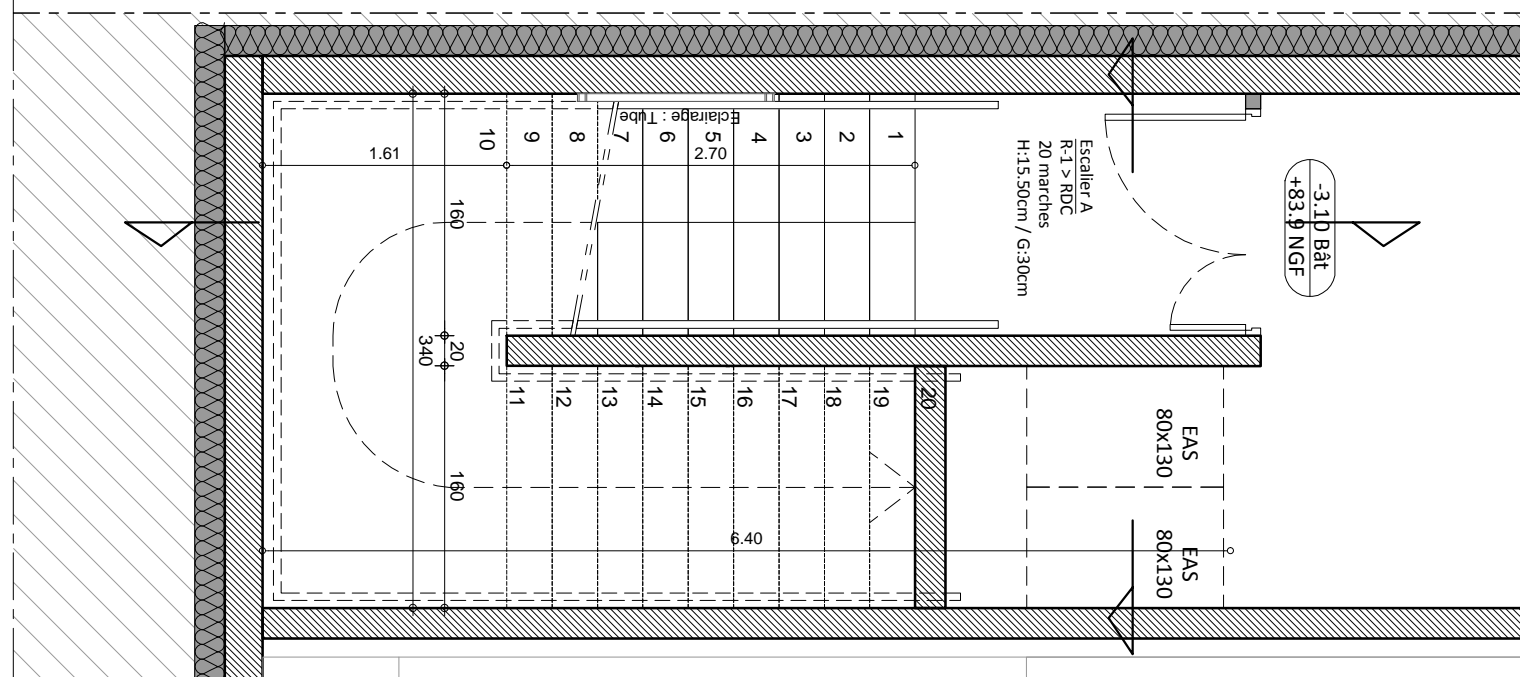 Eclairage : Tube
10
9
8
7
6
5
4
3
2
1
1.61
2.70
Escalier A
R-1 > RDC
20 marches
H:15.50cm / G:30cm
-3.10 Bât
+83.9 NGF
160
20
340
160
11
12
13
14
15
16
17
18
19
20
EAS
80x130
EAS
80x130
6.40